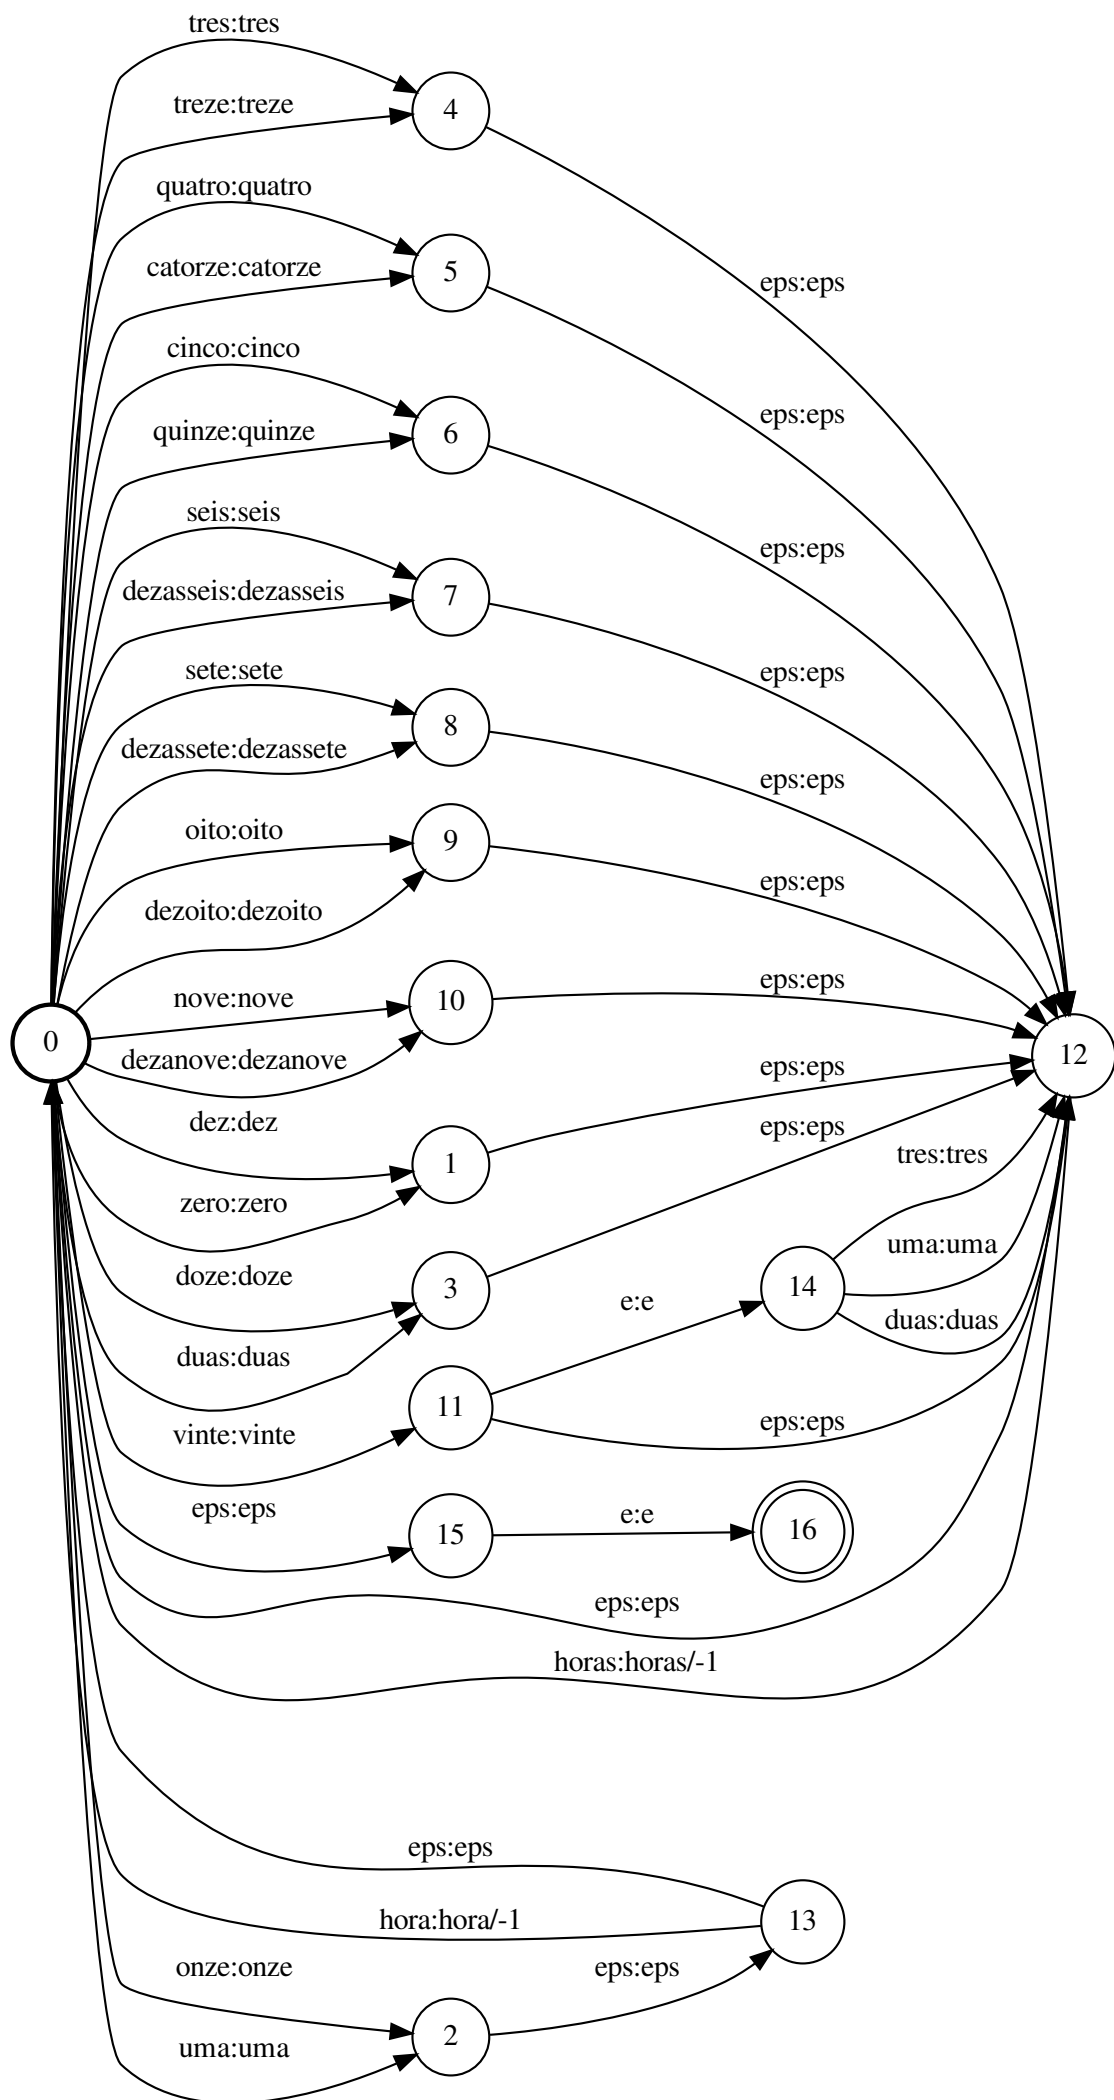 tres:tres
treze:treze
4
quatro:quatro
catorze:catorze
5
eps:eps
cinco:cinco
quinze:quinze
6
eps:eps
seis:seis
dezasseis:dezasseis
7
eps:eps
sete:sete
dezassete:dezassete
8
eps:eps
oito:oito
9
eps:eps
dezoito:dezoito
eps:eps
nove:nove
10
eps:eps
0
dezanove:dezanove
12
eps:eps
dez:dez
1
eps:eps
zero:zero
tres:tres
doze:doze
3
uma:uma
e:e
14
duas:duas
duas:duas
11
vinte:vinte
eps:eps
eps:eps
15
e:e
16
eps:eps
horas:horas/-1
eps:eps
hora:hora/-1
13
onze:onze
eps:eps
2
uma:uma